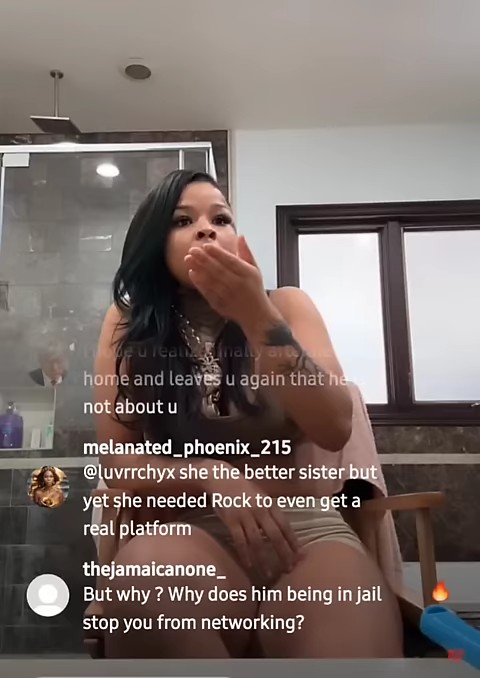 home and leaves u again that he is
not about u
melanated_phoenix_215
@luvrrchyx she the better sister but
yet she needed Rock to even get a
real platform
thejamaicanone_
But why ? Why does him being in jail
stop you from networking?